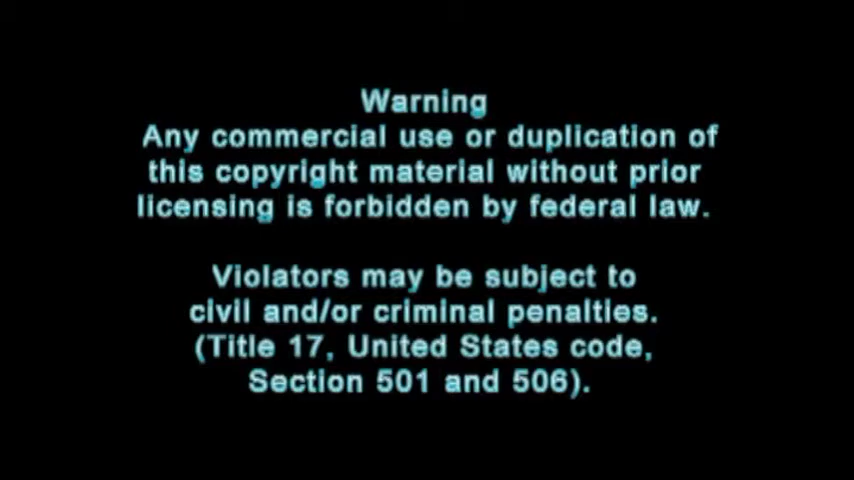 Warning
Any commercial use or duplication of
this copyright material without prior
licensing is forbidden by federal law.
Violators may be subject to
civil and/or criminal penalties.
(Title 17, United States code,
Section 501 and 506).